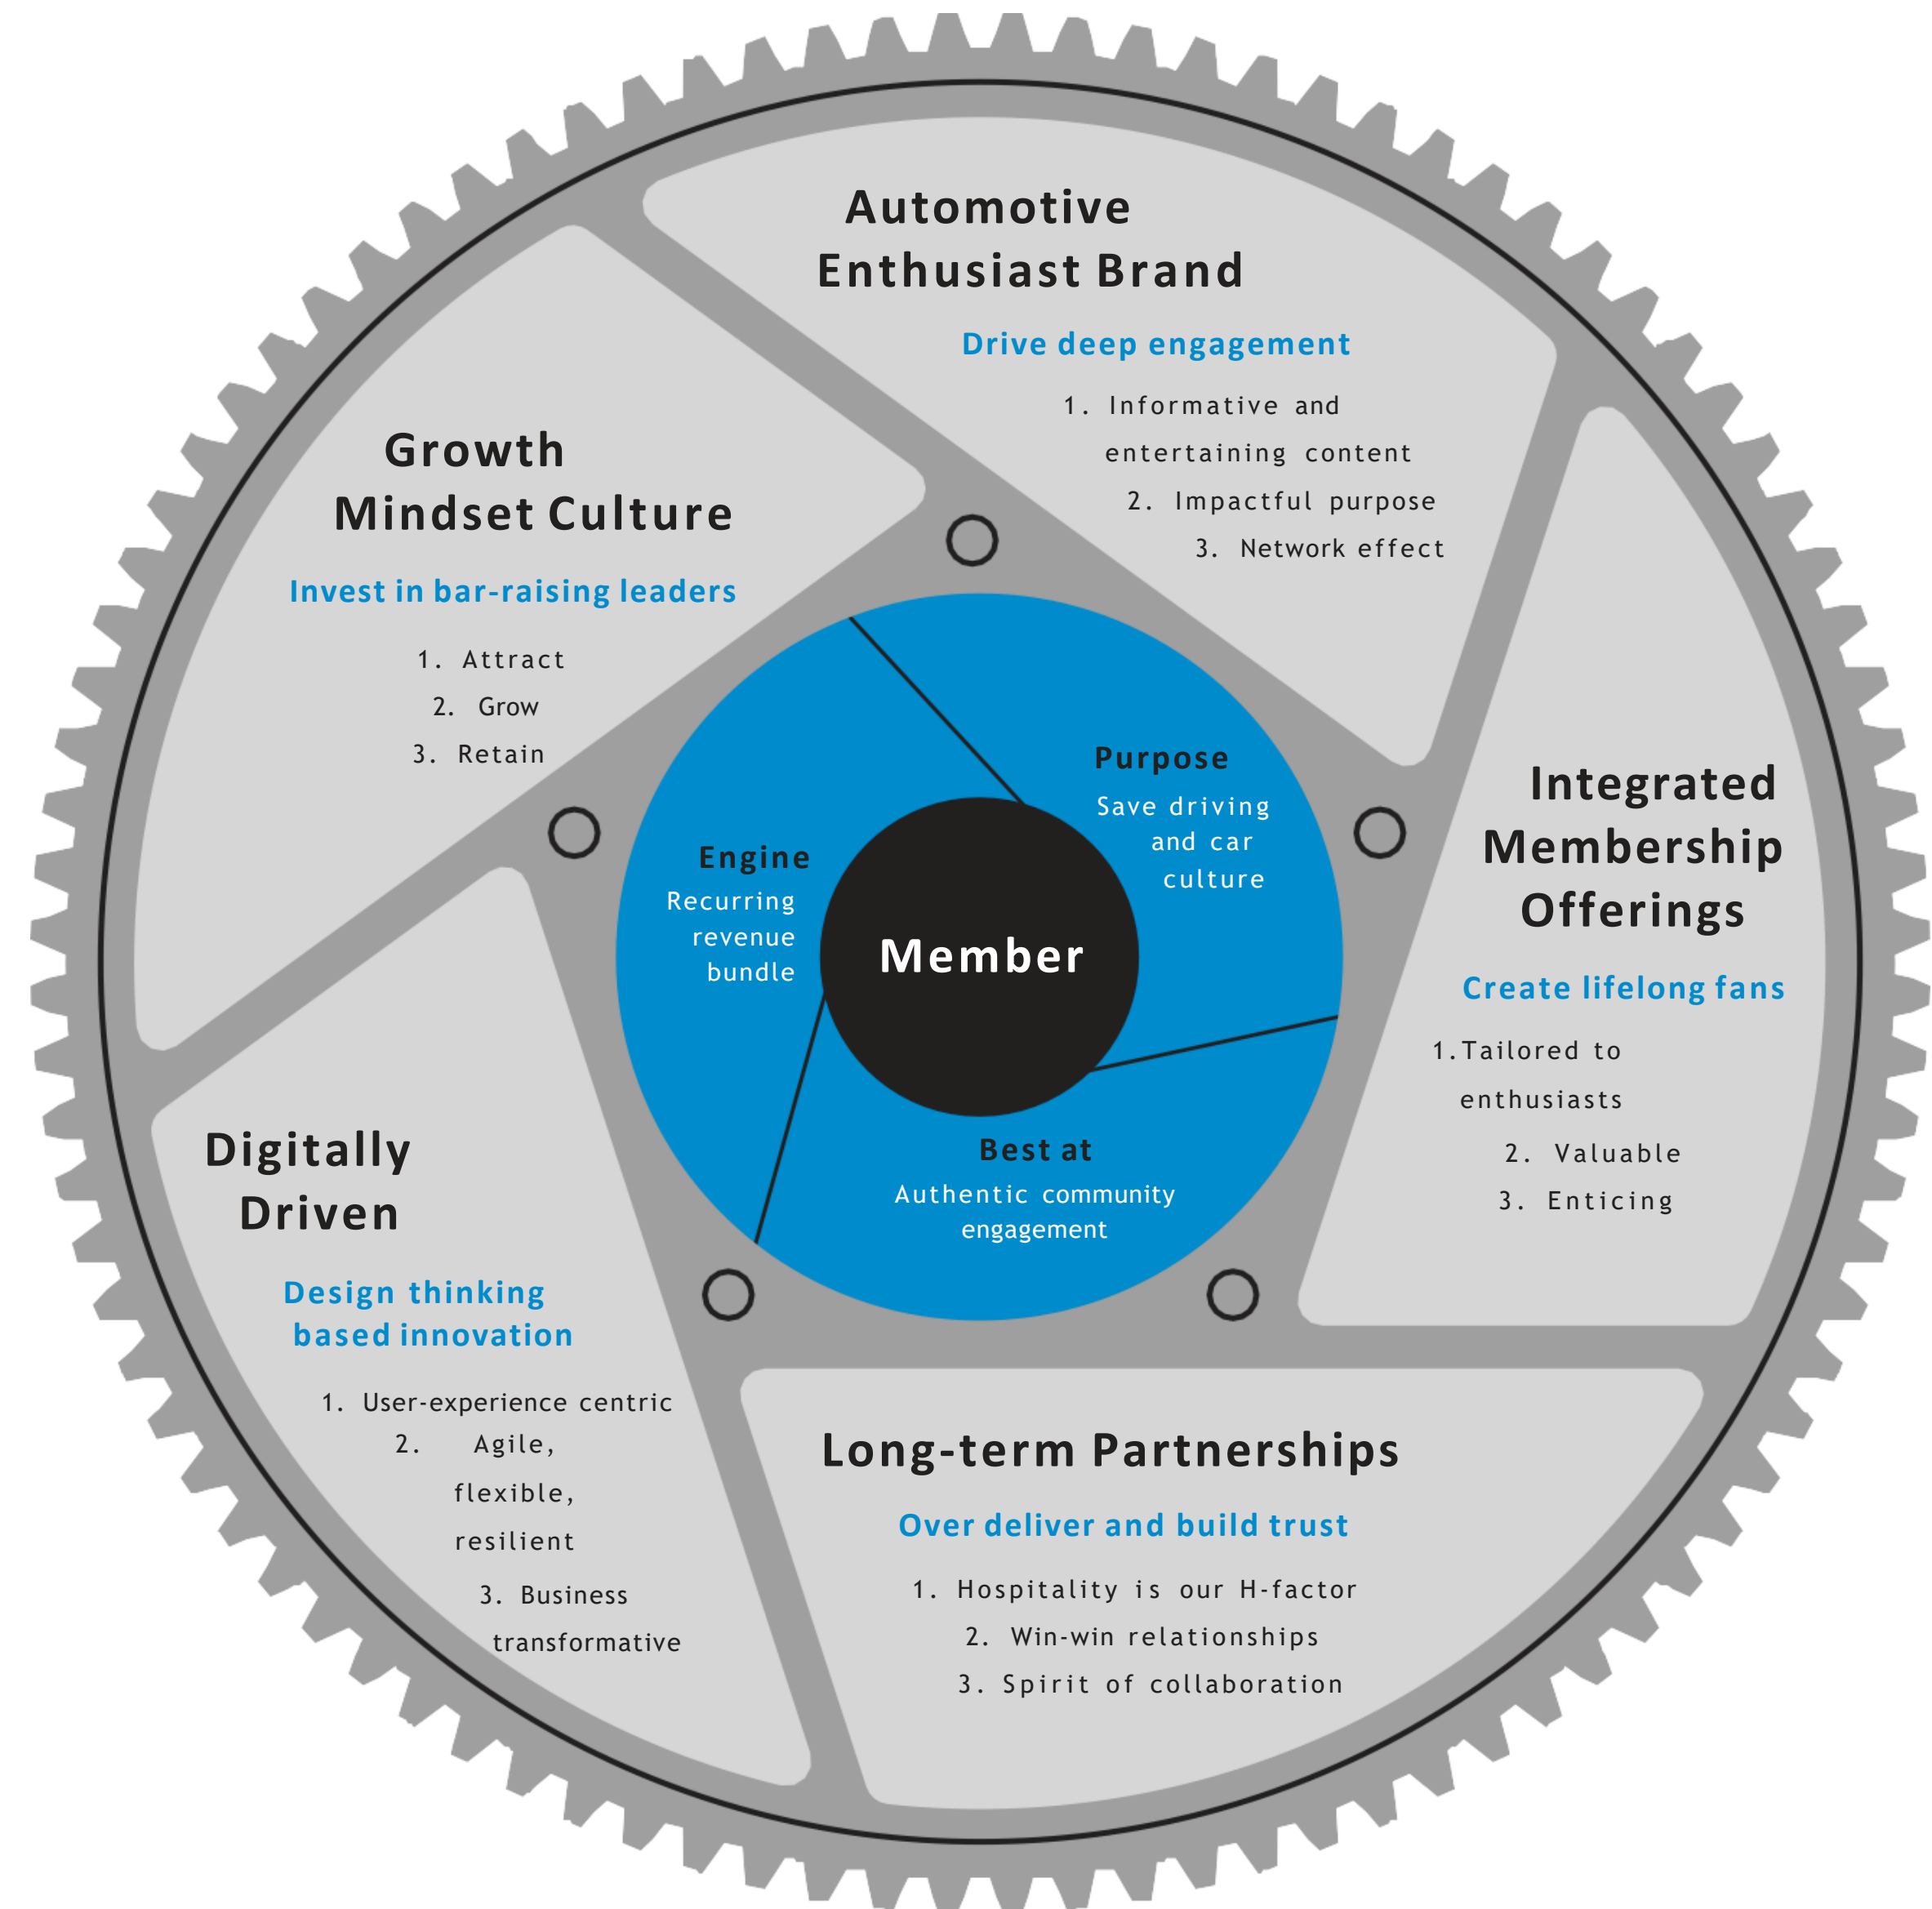 Automotive
Enthusiast Brand
Drive deep engagement
1. Informative and
entertaining content
2. Impactful purpose
3. Network effect
Growth
Mindset Culture
Invest in bar-raising leaders
1. Attract
2. Grow
3. Retain
Purpose
Save driving
and car
culture
Engine
Recurring
revenue
bundle
Member
Best at
Authentic community
engagement
Integrated
Membership
Offerings
Create lifelong fans
1.Tailored to
enthusiasts
2. Valuable
3. Enticing
Digitally
Driven
Design thinking
based innovation
1. User-experience centric
2. Agile,
flexible,
resilient
3. Business
transformative
Long-term Partnerships
Over deliver and build trust
1. Hospitality is our H-factor
2. Win-win relationships
3. Spirit of collaboration